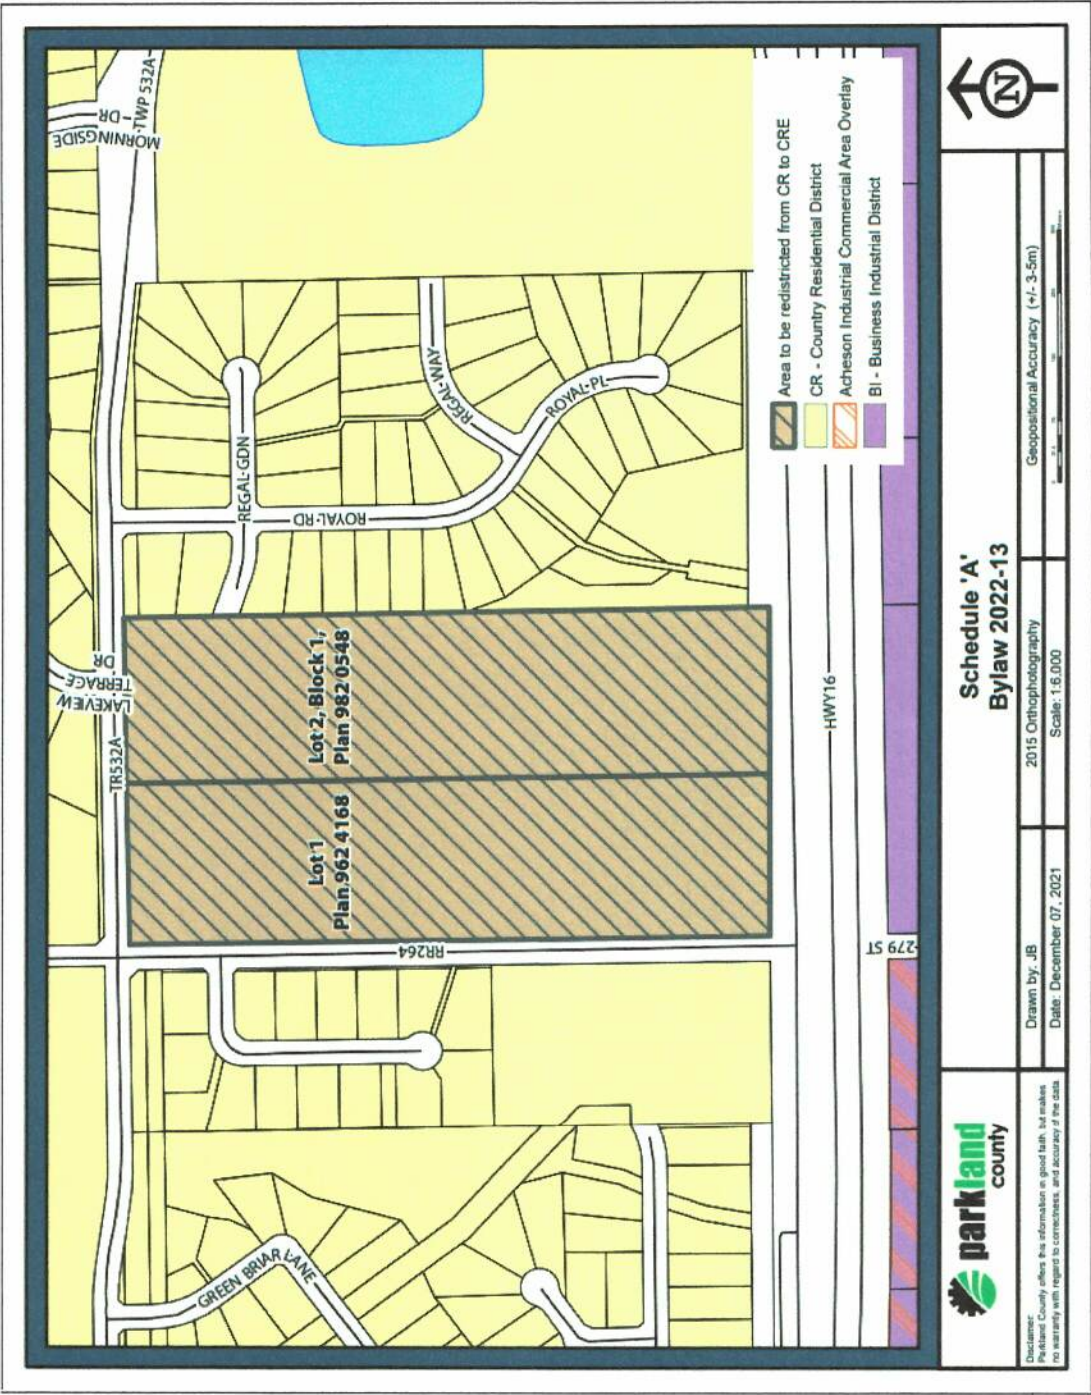 MORNINGSIDE
DR
TWP 532A
LAKEVIEW
TERRACE
DR
TR532A
REGAL-GDN
REGAL-WAY
ROYAL-RD
ROYAL-PL
Lot 1
Plan 962 4168
Lot 2, Block 1,
Plan 982 0548
RR264
GREEN BRIAR LANE
HWY16
279 ST
Area to be redistricted from CR to CRE
CR - Country Residential District
Acheson Industrial Commercial Area Overlay
BI - Business Industrial District
parkland
county
Disclaimer:
Parkland County offers this information in good faith, but makes
no warranty with regard to correctness, and accuracy of the data
Schedule 'A'
Bylaw 2022-13
Drawn by: JB
2015 Orthophotography
Geopositional Accuracy (+/- 3-5m)
Date: December 07, 2021
Scale: 1:6,000
N